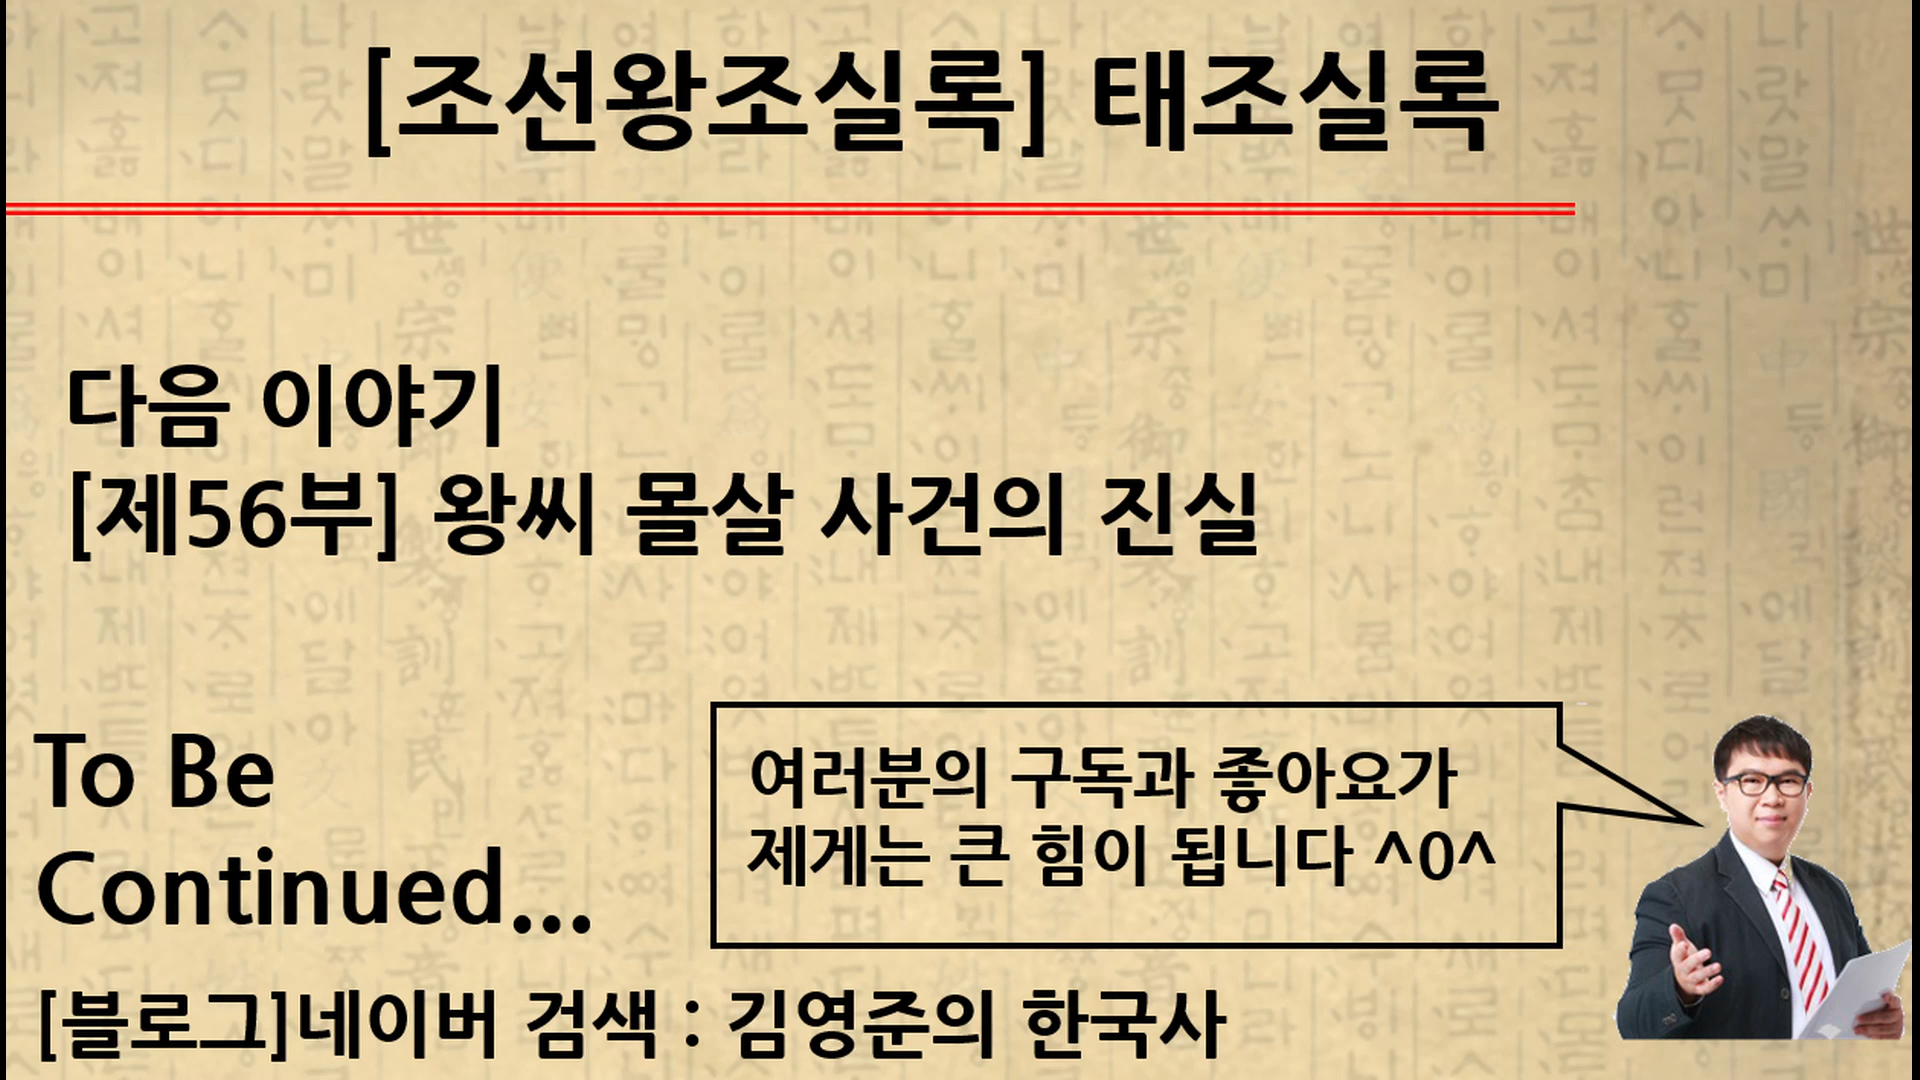 [조선왕조실록] 태조실록
다음 이야기
[제56부] 왕씨 몰살 사건의 진실
To Be
Continued...
여러분의 구독과 좋아요가
제게는 큰 힘이 됩니다 ^0^
[블로그]네이버 검색 : 김영준의 한국사